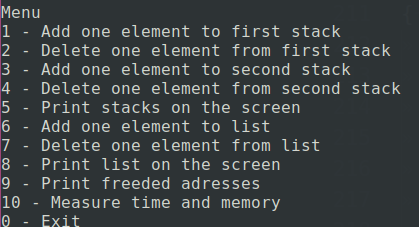 Menu
1 - Add one element to first stack
2 - Delete one element from first stack
3 - Add one element to second stack
4 - Delete one element from second stack
5 - Print stacks on the screen
6 - Add one element to list
7 - Delete one element from list
8 - Print list on the screen
9 - Print freeded adresses
10 - Measure time and memory
0 - Exit